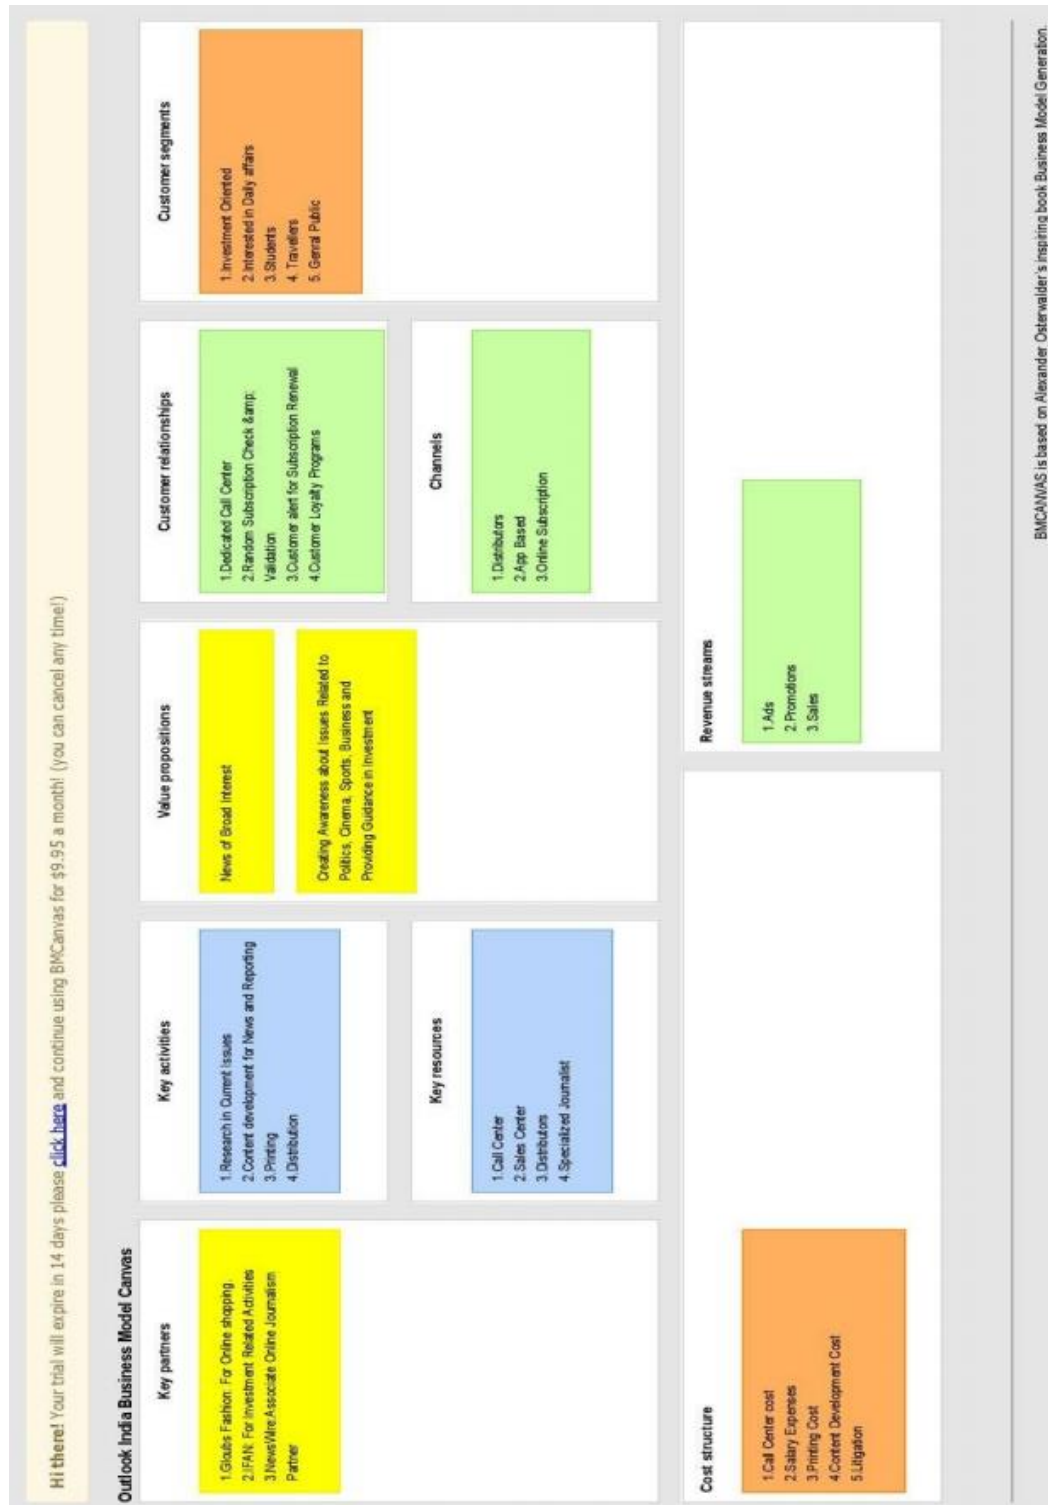 Hi there! Your trial will expire in 14 days please click here and continue using BMCanvas for $9.95 a month! (you can cancel any time!)
Outlook India Business Model Canvas
Key partners
1.Gloubs Fashion: For Online shopping.
2.IFAN: For Investment Related Activities
3.NewsWire:Associate Online Journalism
Partner
Key activities
1.Research in Current Issues
2.Content development for News and Reporting
3.Printing
4.Distribution
Key resources
1.Call Center
2.Sales Center
3.Distributors
4.Specialized Journalist
Value propositions
News of Broad Interest
Creating Awareness about Issues Related to
Politics, Cinema, Sports, Business and
Providing Guidance in Investment
Customer relationships
1.Dedicated Call Center
2.Random Subscription Check &amp;
Validation
3.Customer alert for Subscription Renewal
4.Customer Loyalty Programs
Channels
1.Distributors
2.App Based
3.Online Subscription
Customer segments
1.Investment Oriented
2.Interested in Daily affairs
3.Students
4. Travellers
5. Genral Public
Cost structure
1.Call Center cost
2.Salary Expenses
3.Printing Cost
4.Content Development Cost
5.Litigation
Revenue streams
1.Ads
2.Promotions
3.Sales
BMCANVAS is based on Alexander Osterwalder's inspiring book Business Model Generation.